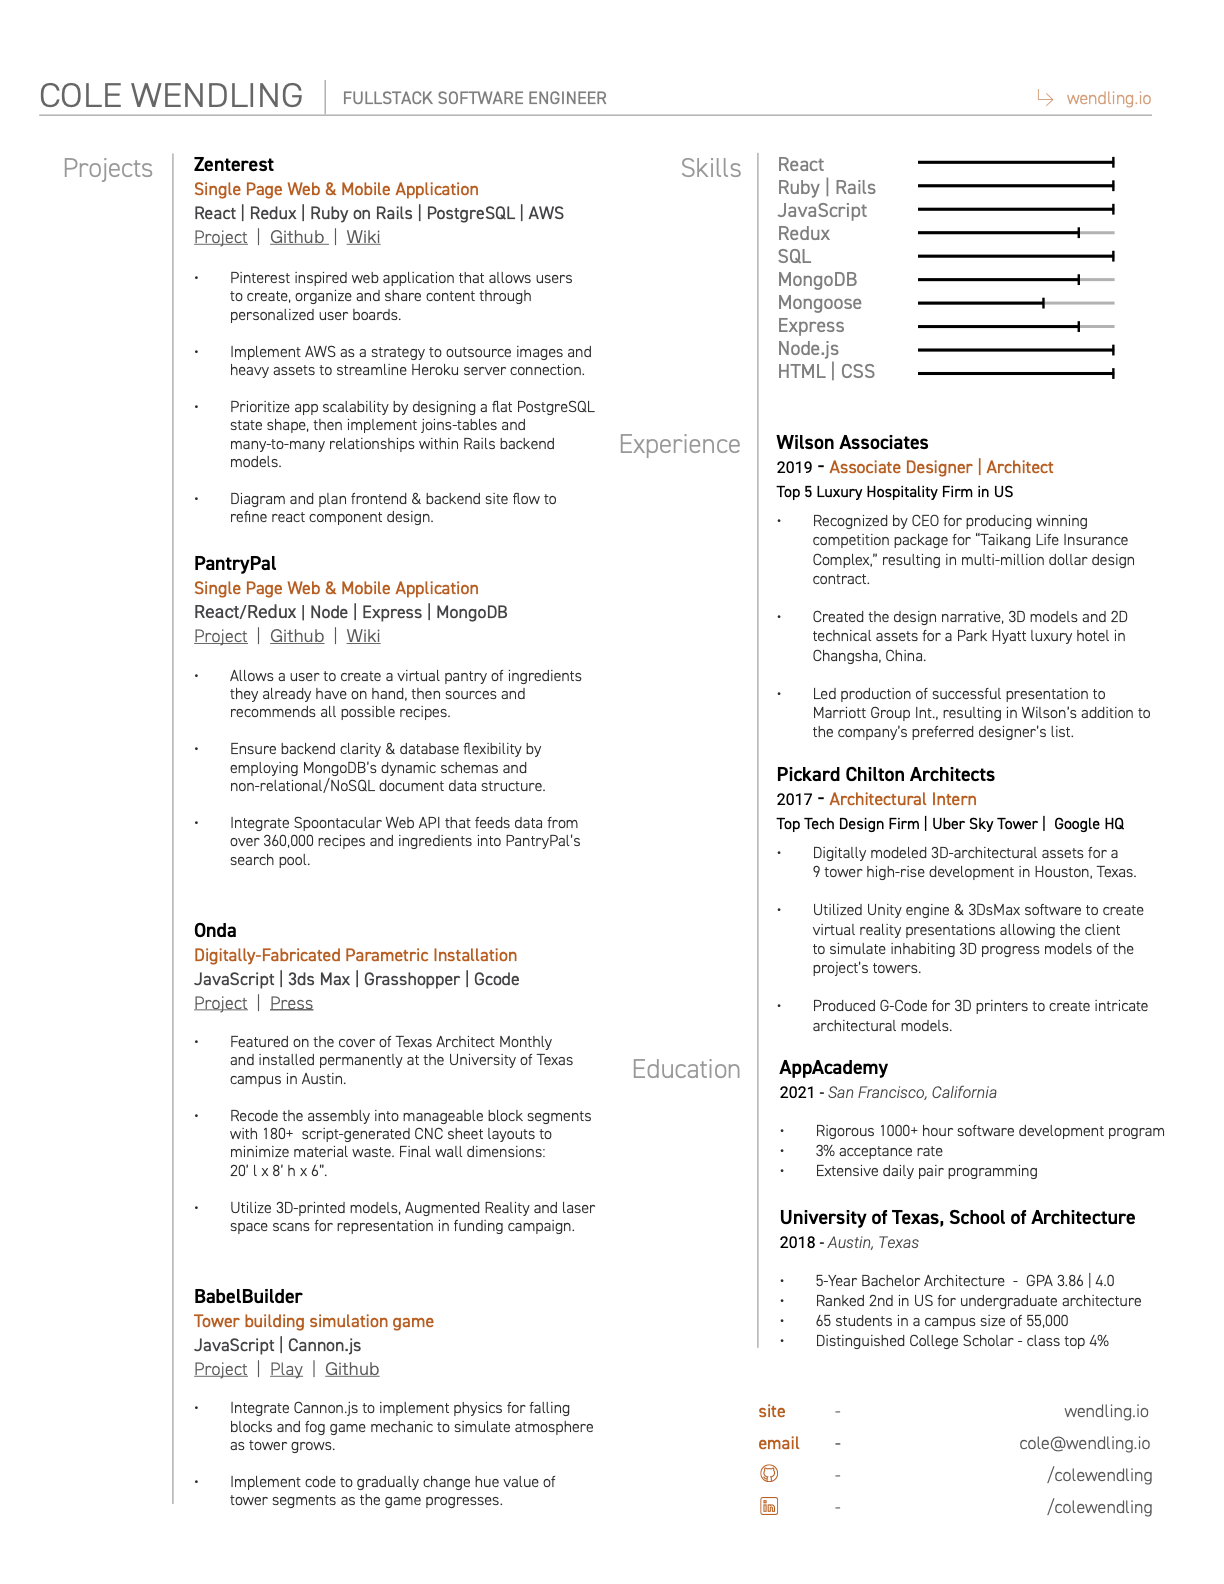 COLE WENDLING
FULLSTACK SOFTWARE ENGINEER
wendling.io
Projects
Zenterest
Single Page Web & Mobile Application
React | Redux | Ruby on Rails | PostgreSQL | AWS
Project | Github | Wiki
• Pinterest inspired web application that allows users
to create, organize and share content through
personalized user boards.
• Implement AWS as a strategy to outsource images and
heavy assets to streamline Heroku server connection.
• Prioritize app scalability by designing a flat PostgreSQL
state shape, then implement joins-tables and
many-to-many relationships within Rails backend
models.
• Diagram and plan frontend & backend site flow to
refine react component design.
PantryPal
Single Page Web & Mobile Application
React/Redux | Node | Express | MongoDB
Project | Github | Wiki
• Allows a user to create a virtual pantry of ingredients
they already have on hand, then sources and
recommends all possible recipes.
• Ensure backend clarity & database flexibility by
employing MongoDB's dynamic schemas and
non-relational/NoSQL document data structure.
• Integrate Spoontacular Web API that feeds data from
over 360,000 recipes and ingredients into PantryPal's
search pool.
Onda
Digitally-Fabricated Parametric Installation
JavaScript | 3ds Max | Grasshopper | Gcode
Project | Press
• Featured on the cover of Texas Architect Monthly
and installed permanently at the University of Texas
campus in Austin.
• Recode the assembly into manageable block segments
with 180+ script-generated CNC sheet layouts to
minimize material waste. Final wall dimensions:
20' l x 8' h x 6".
• Utilize 3D-printed models, Augmented Reality and laser
space scans for representation in funding campaign.
BabelBuilder
Tower building simulation game
JavaScript | Cannon.js
Project | Play | Github
• Integrate Cannon.js to implement physics for falling
blocks and fog game mechanic to simulate atmosphere
as tower grows.
• Implement code to gradually change hue value of
tower segments as the game progresses.
Skills
React
Ruby | Rails
JavaScript
Redux
SQL
MongoDB
Mongoose
Express
Node.js
HTML | CSS
Experience
Wilson Associates
2019 - Associate Designer | Architect
Top 5 Luxury Hospitality Firm in US
• Recognized by CEO for producing winning
competition package for "Taikang Life Insurance
Complex," resulting in multi-million dollar design
contract.
• Created the design narrative, 3D models and 2D
technical assets for a Park Hyatt luxury hotel in
Changsha, China.
• Led production of successful presentation to
Marriott Group Int., resulting in Wilson's addition to
the company's preferred designer's list.
Pickard Chilton Architects
2017 - Architectural Intern
Top Tech Design Firm | Uber Sky Tower | Google HQ
• Digitally modeled 3D-architectural assets for a
9 tower high-rise development in Houston, Texas.
• Utilized Unity engine & 3DsMax software to create
virtual reality presentations allowing the client
to simulate inhabiting 3D progress models of the
project's towers.
• Produced G-Code for 3D printers to create intricate
architectural models.
Education
AppAcademy
2021 - San Francisco, California
• Rigorous 1000+ hour software development program
• 3% acceptance rate
• Extensive daily pair programming
University of Texas, School of Architecture
2018 - Austin, Texas
• 5-Year Bachelor Architecture - GPA 3.86 | 4.0
• Ranked 2nd in US for undergraduate architecture
• 65 students in a campus size of 55,000
• Distinguished College Scholar - class top 4%
site - wendling.io
email - cole@wendling.io
- /colewendling
in - /colewendling